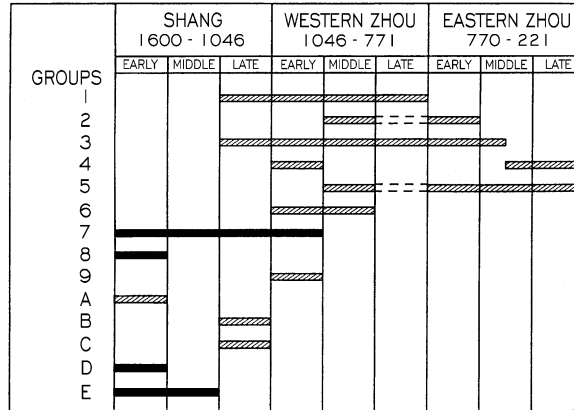 SHANG WESTERN ZHOU EASTERN ZHOU
1600 - 1046 1046 - 771 770 - 221
EARLY MIDDLE LATE EARLY MIDDLE LATE EARLY MIDDLE LATE
GROUPS
1
2
3
4
5
6
7
8
9
A
B
C
D
E